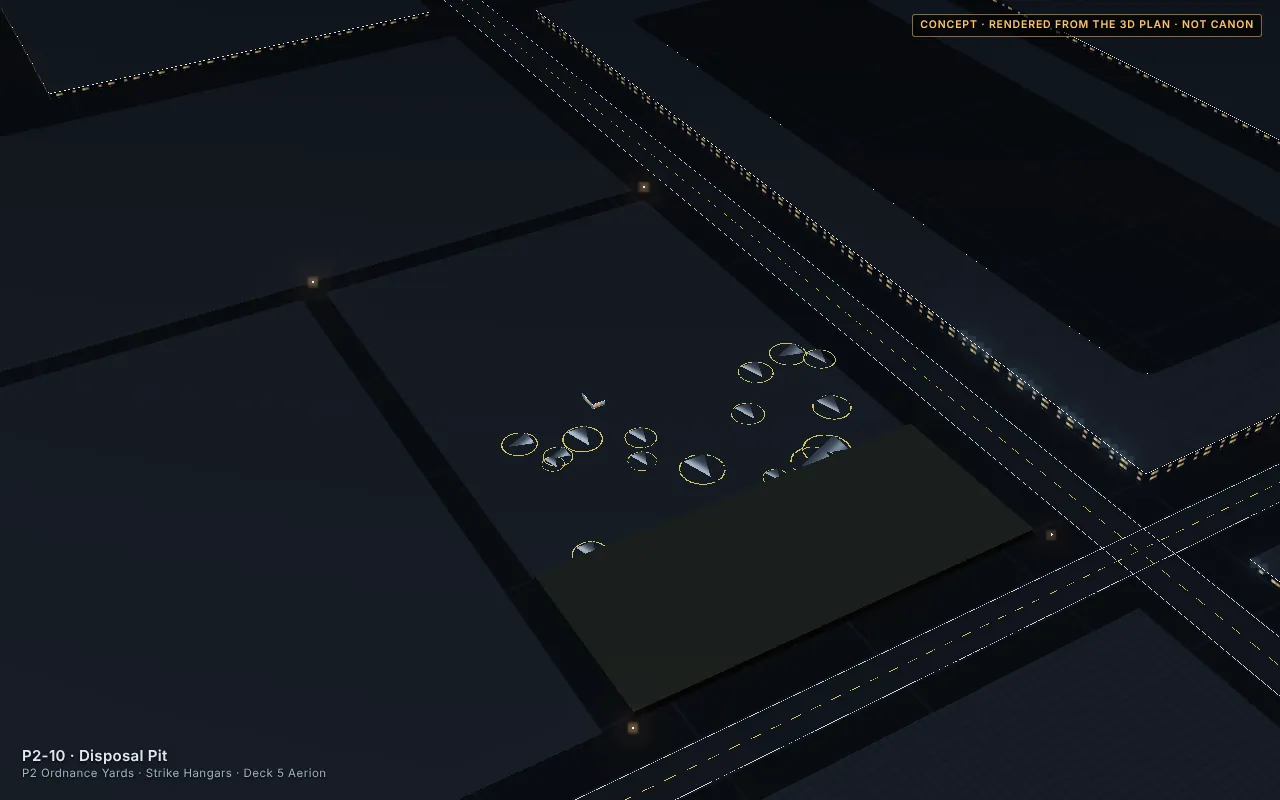 CONCEPT · RENDERED FROM THE 3D PLAN · NOT CANON
P2-10 · Disposal Pit
P2 Ordnance Yards · Strike Hangars · Deck 5 Aerion